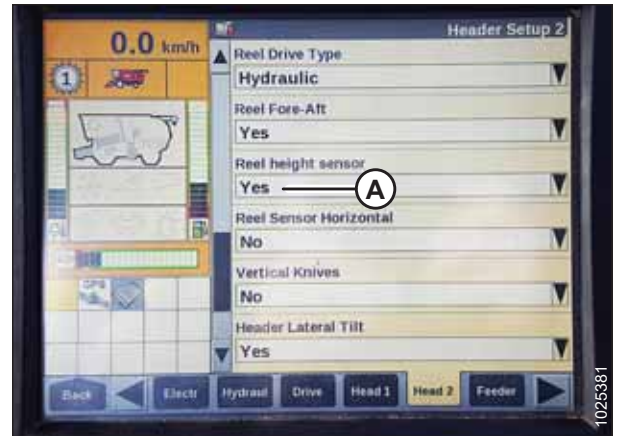 0.0 km/h
Header Setup 2
1
Reel Drive Type
Hydraulic
Reel Fore-Aft
Yes
Reel height sensor
Yes
A
Reel Sensor Horizontal
No
Vertical Knives
No
Header Lateral Tilt
Yes
GPS
Back
Electr
Hydraul
Drive
Head 1
Head 2
Feeder
1025381